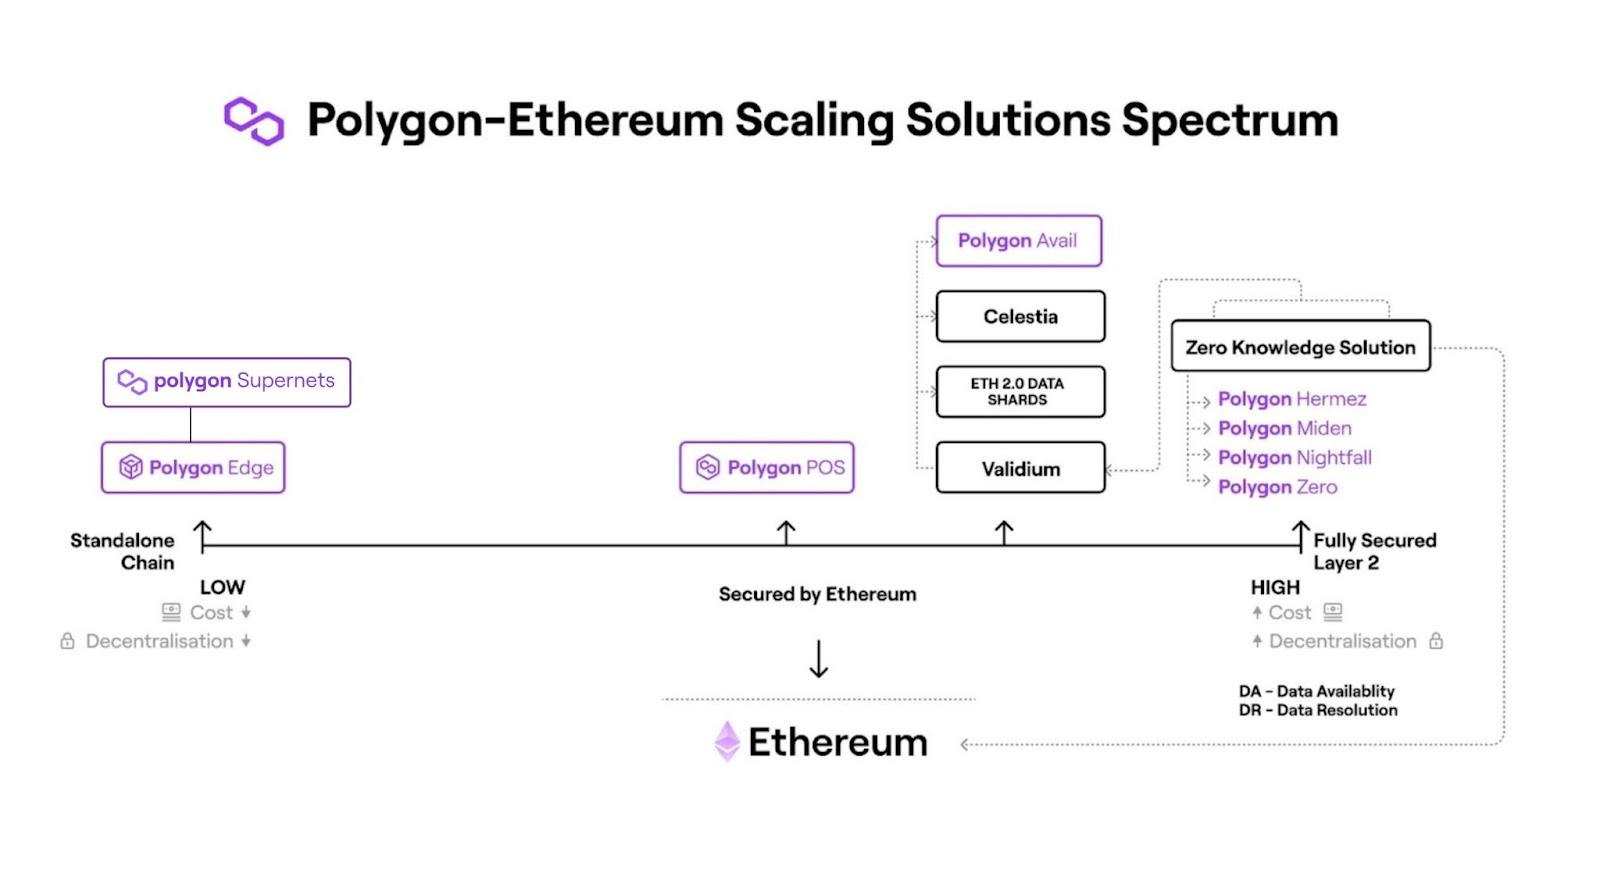 Polygon-Ethereum Scaling Solutions Spectrum
Polygon Avail
Celestia
ETH 2.0 DATA
SHARDS
Validium
Zero Knowledge Solution
Polygon Hermez
Polygon Miden
Polygon Nightfall
Polygon Zero
polygon Supernets
Polygon Edge
Polygon POS
Standalone
Chain
LOW
Cost
Decentralisation
Secured by Ethereum
Fully Secured
Layer 2
HIGH
Cost
Decentralisation
DA - Data Availablity
DR - Data Resolution
Ethereum